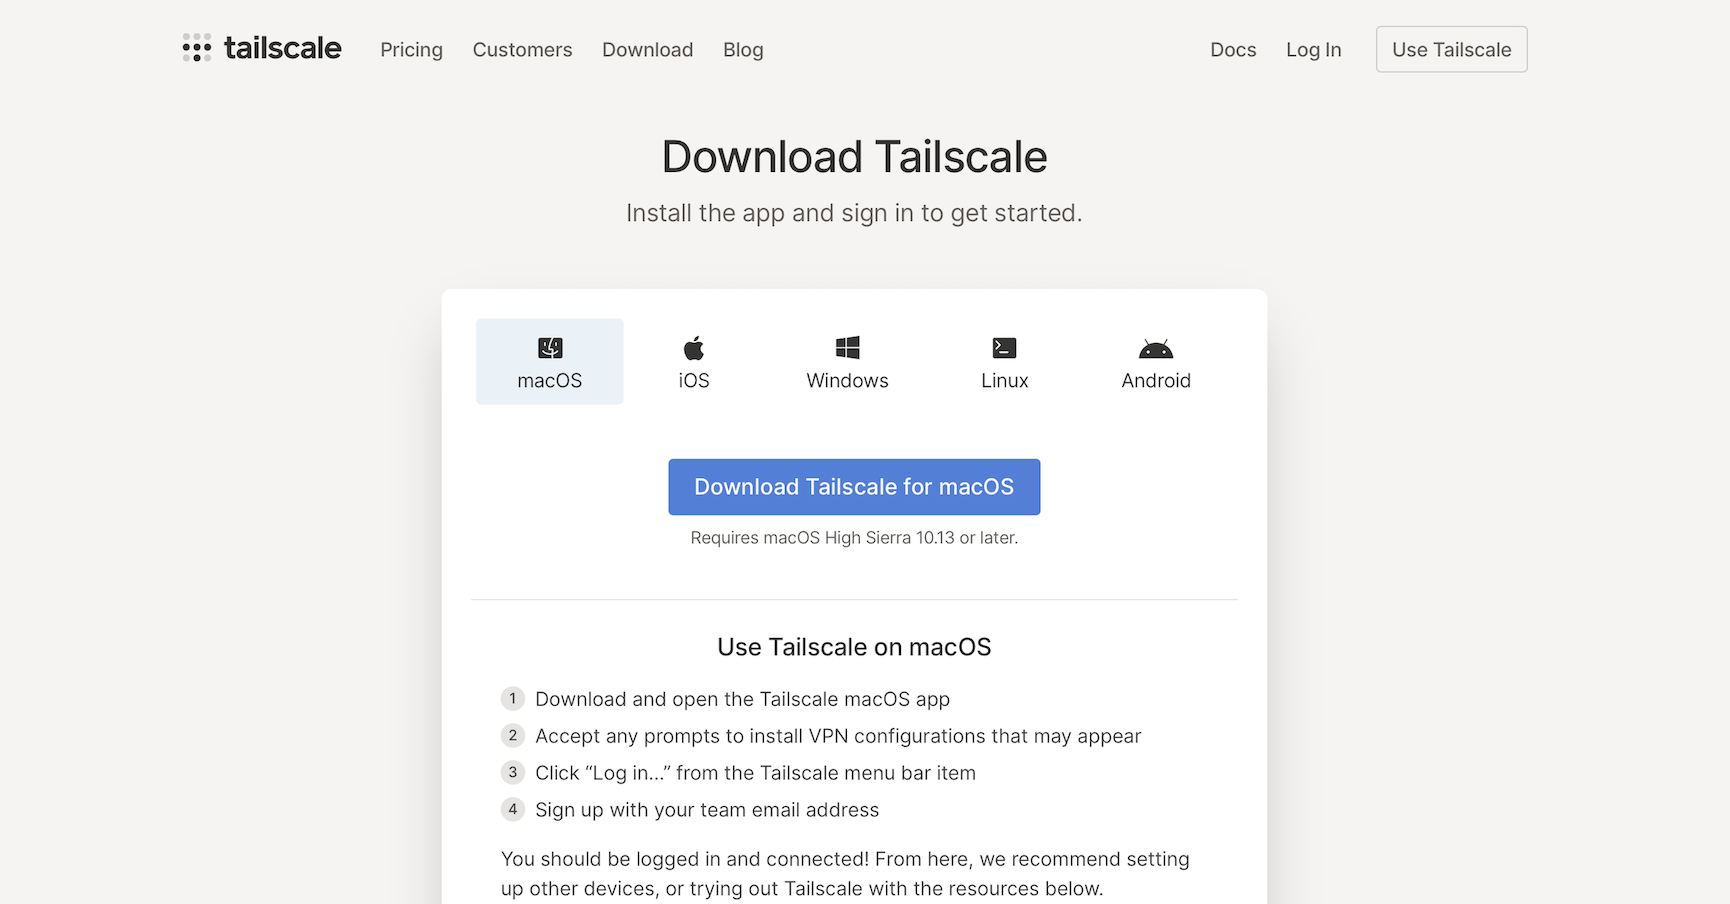 tailscale Pricing Customers Download Blog Docs Log In Use Tailscale
Download Tailscale
Install the app and sign in to get started.
macOS iOS Windows Linux Android
Download Tailscale for macOS
Requires macOS High Sierra 10.13 or later.
Use Tailscale on macOS
1 Download and open the Tailscale macOS app
2 Accept any prompts to install VPN configurations that may appear
3 Click “Log in…” from the Tailscale menu bar item
4 Sign up with your team email address
You should be logged in and connected! From here, we recommend setting
up other devices, or trying out Tailscale with the resources below.